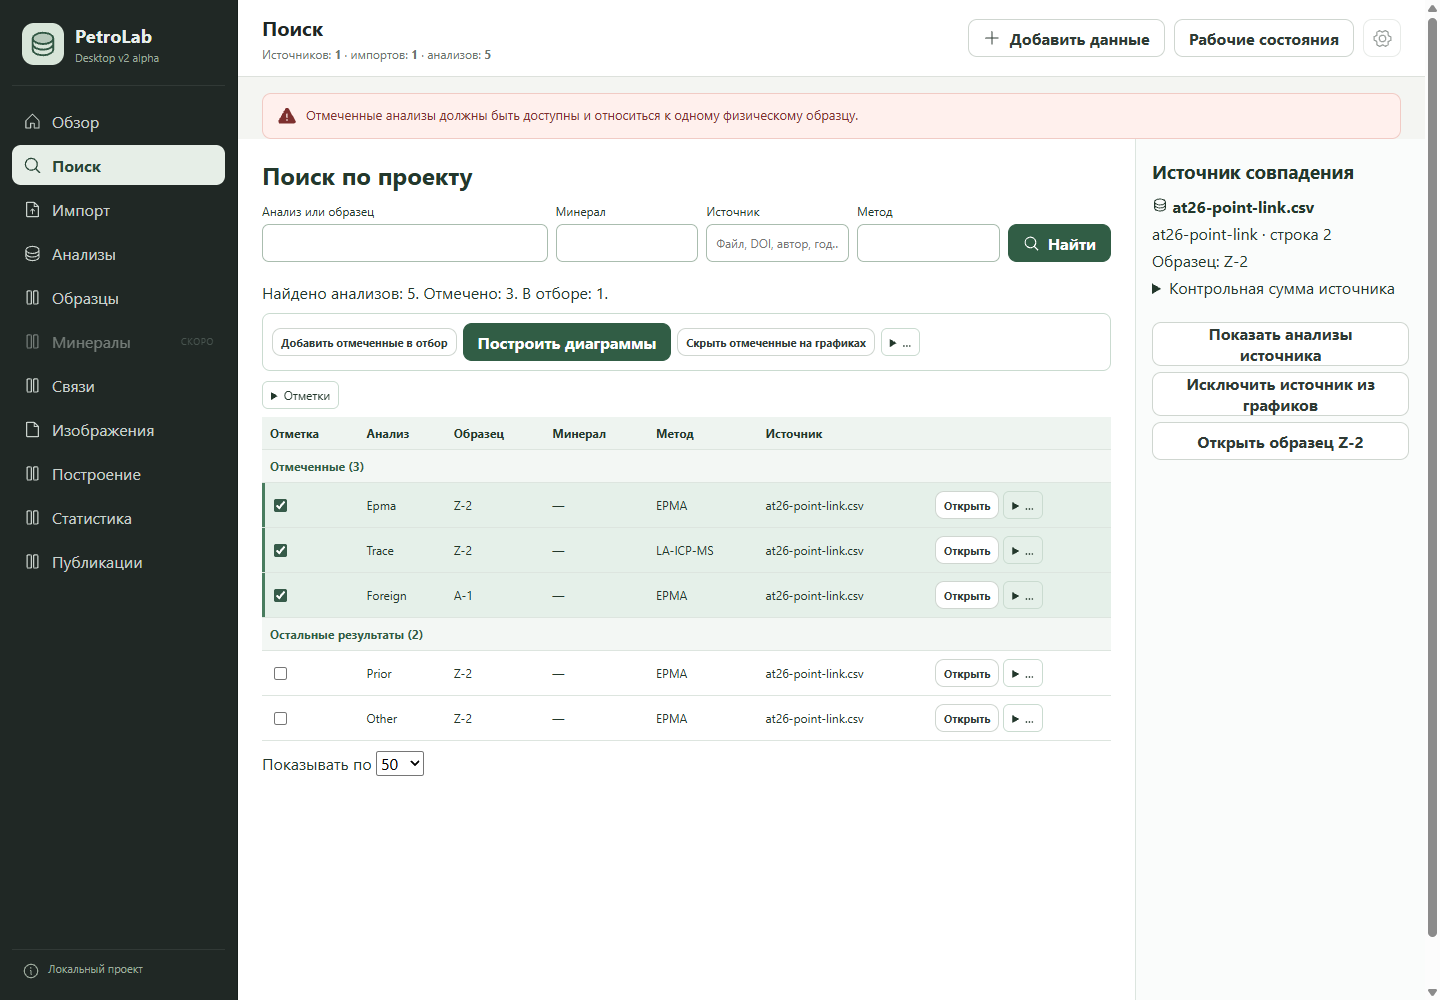 PetroLab
Desktop v2 alpha
Обзор
Поиск
Импорт
Анализы
Образцы
Минералы СКОРО
Связи
Изображения
Построение
Статистика
Публикации
Локальный проект
Поиск
Источников: 1 · импортов: 1 · анализов: 5
Добавить данные
Рабочие состояния
Отмеченные анализы должны быть доступны и относиться к одному физическому образцу.
Поиск по проекту
Анализ или образец Минерал Источник Метод
Файл, DOI, автор, год..
Найти
Найдено анализов: 5. Отмечено: 3. В отборе: 1.
Добавить отмеченные в отбор Построить диаграммы Скрыть отмеченные на графиках ▶ ...
▶ Отметки
Отметка Анализ Образец Минерал Метод Источник
Отмеченные (3)
Epma Z-2 — EPMA at26-point-link.csv Открыть ▶ ...
Trace Z-2 — LA-ICP-MS at26-point-link.csv Открыть ▶ ...
Foreign A-1 — EPMA at26-point-link.csv Открыть ▶ ...
Остальные результаты (2)
Prior Z-2 — EPMA at26-point-link.csv Открыть ▶ ...
Other Z-2 — EPMA at26-point-link.csv Открыть ▶ ...
Показывать по 50
Источник совпадения
at26-point-link.csv
at26-point-link · строка 2
Образец: Z-2
▶ Контрольная сумма источника
Показать анализы
источника
Исключить источник из
графиков
Открыть образец Z-2